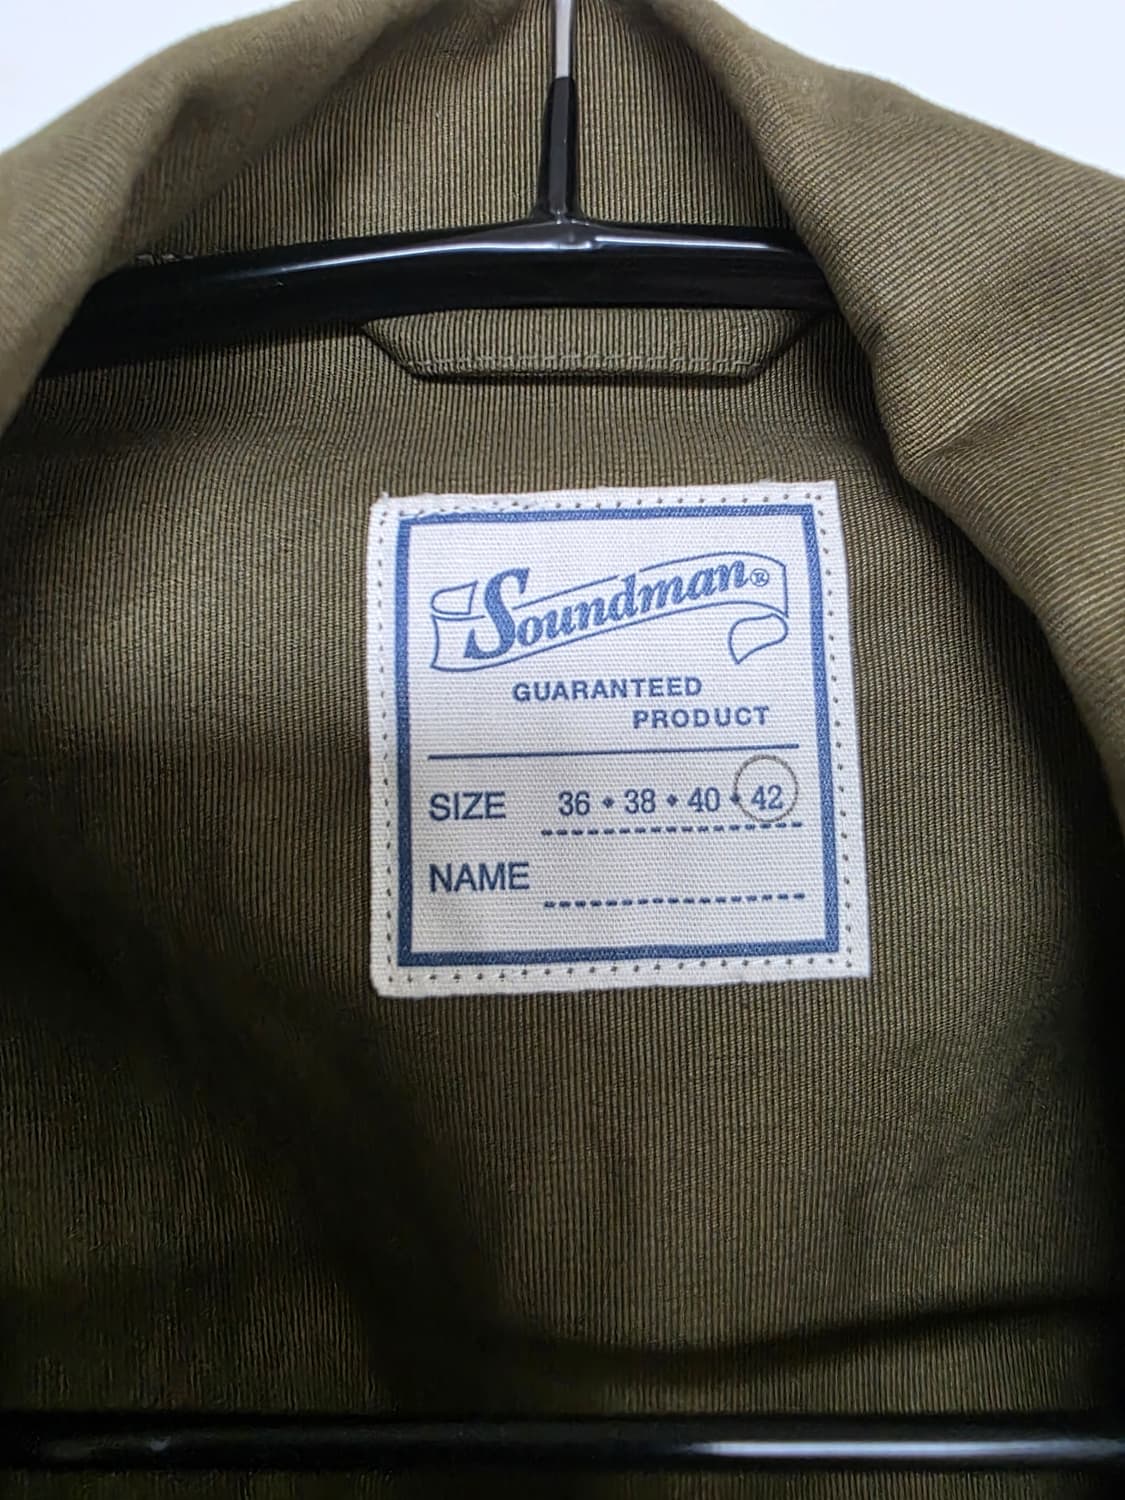 Soundman®
GUARANTEED
PRODUCT
SIZE 36 • 38 • 40 • 42
NAME